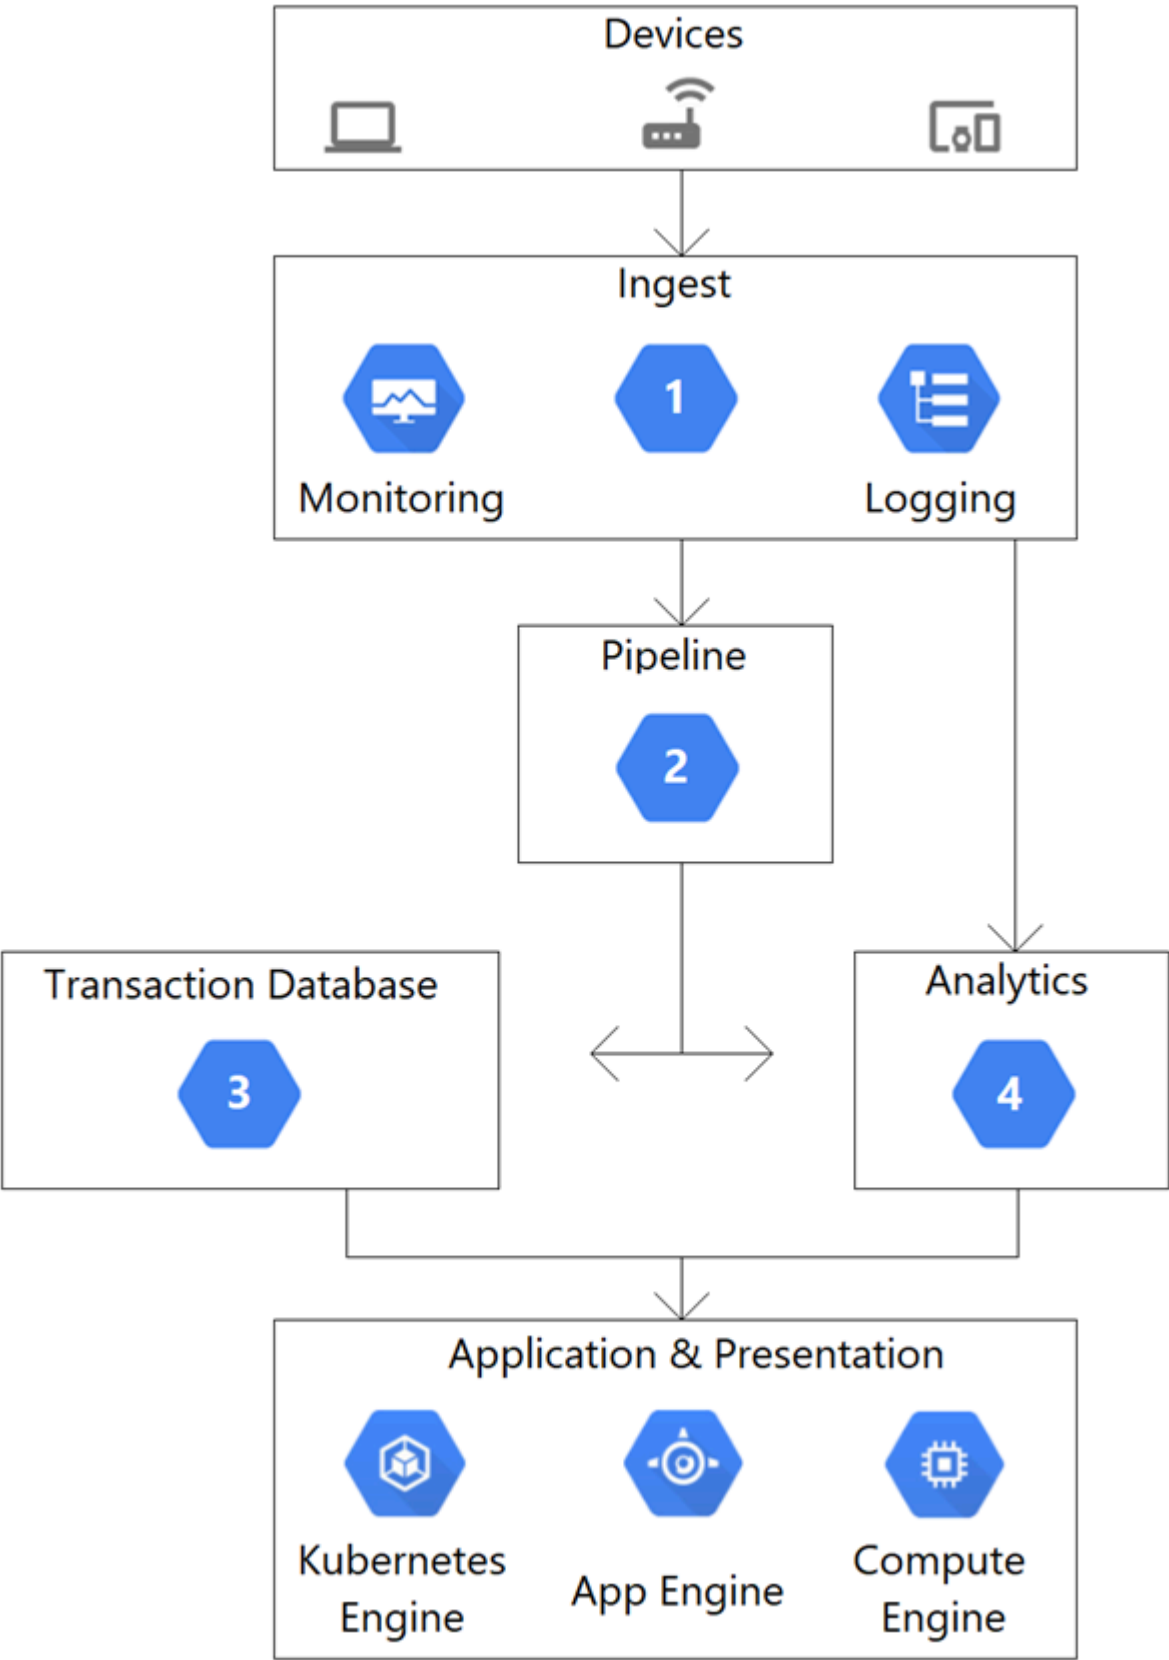 Devices
Ingest
1
Monitoring
Logging
Pipeline
2
Transaction Database
3
Analytics
4
Application & Presentation
Kubernetes
Engine
App Engine
Compute
Engine